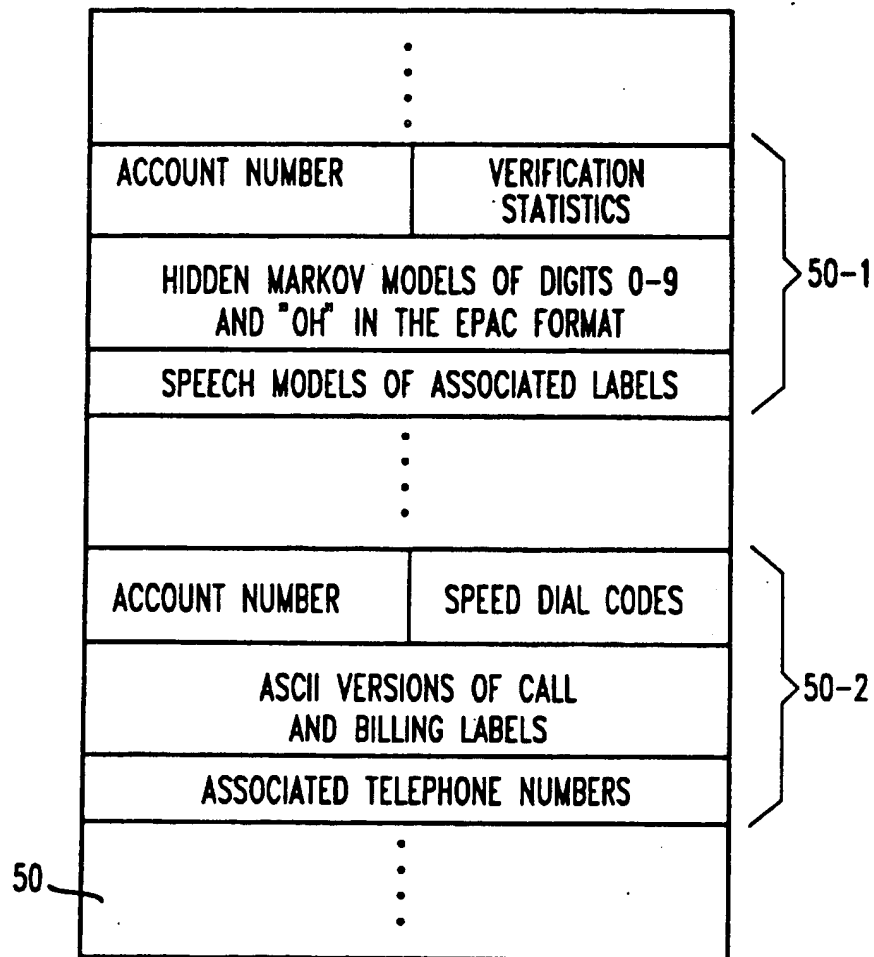 ACCOUNT NUMBER
VERIFICATION
STATISTICS
HIDDEN MARKOV MODELS OF DIGITS 0-9
AND "OH" IN THE EPAC FORMAT
SPEECH MODELS OF ASSOCIATED LABELS
50-1
ACCOUNT NUMBER
SPEED DIAL CODES
ASCII VERSIONS OF CALL
AND BILLING LABELS
ASSOCIATED TELEPHONE NUMBERS
50-2
50